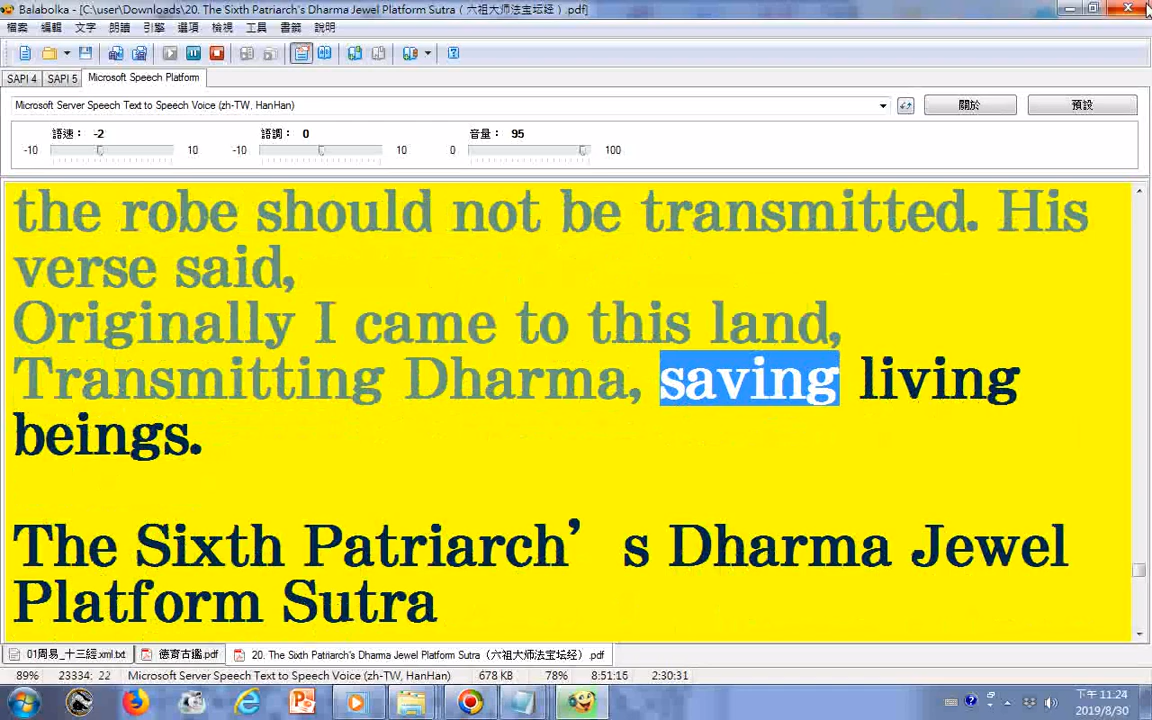 Balabolka - [C:\user\Downloads\20. The Sixth Patriarch's Dharma Jewel Platform Sutra（六祖大师法宝坛经）.pdf]
檔案 編輯 文字 朗讀 引擎 選項 檢視 工具 書籤 說明
SAPI 4 SAPI 5 Microsoft Speech Platform
Microsoft Server Speech Text to Speech Voice (zh-TW, HanHan) 關於 預設
語速： -2 語調： 0 音量： 95
-10 10 -10 10 0 100
the robe should not be transmitted. His
verse said,
Originally I came to this land,
Transmitting Dharma, saving living
beings.
The Sixth Patriarch’s Dharma Jewel
Platform Sutra
01周易_十三經.xml.txt 德育古鑑.pdf 20. The Sixth Patriarch's Dharma Jewel Platform Sutra（六祖大师法宝坛经）.pdf
89% 23334: 22 Microsoft Server Speech Text to Speech Voice (zh-TW, HanHan) 678 KB 78% 8:51:16 2:30:31
下午 11:24
2019/8/30